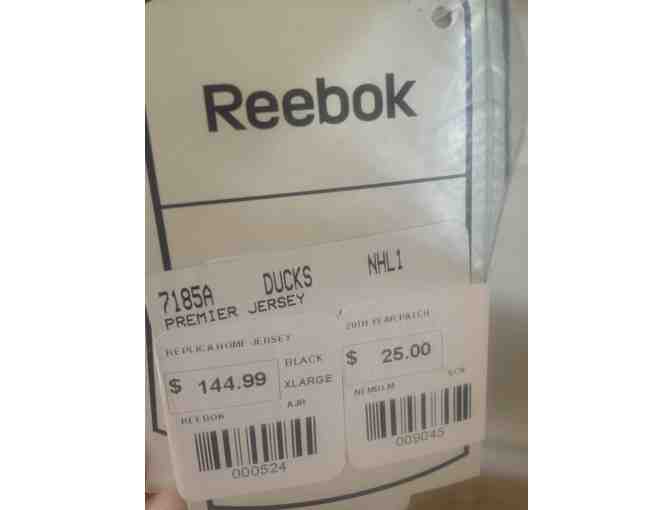 Reebok
7185A DUCKS NHL1
PREMIER JERSEY
REPLICA HOME JERSEY
$ 144.99
BLACK
XLARGE
AJR
REEBOK
000524
20TH YEAR PATCH
$ 25.00
009045